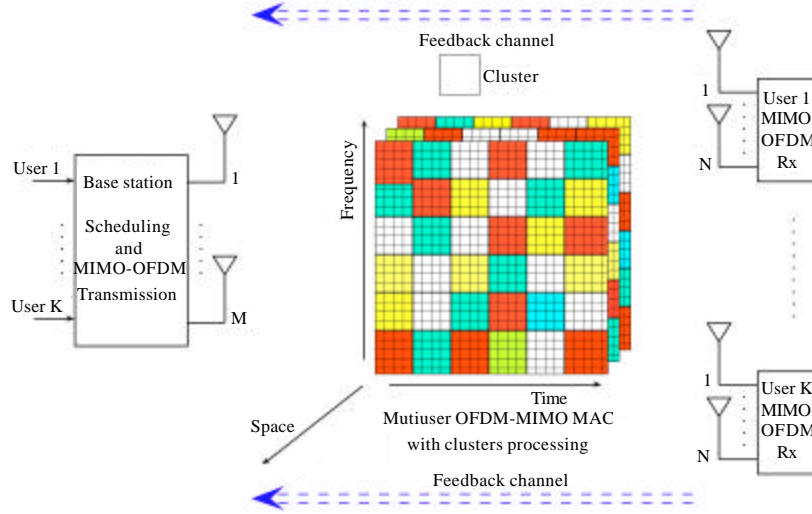 Feedback channel
Cluster
User 1
Base station
1
Scheduling
and
MIMO-OFDM
Transmission
User K
M
Frequency
Time
Space
Mutiuser OFDM-MIMO MAC
with clusters processing
Feedback channel
1
N
User 1
MIMO
OFDM
Rx
1
N
User K
MIMO
OFDM
Rx